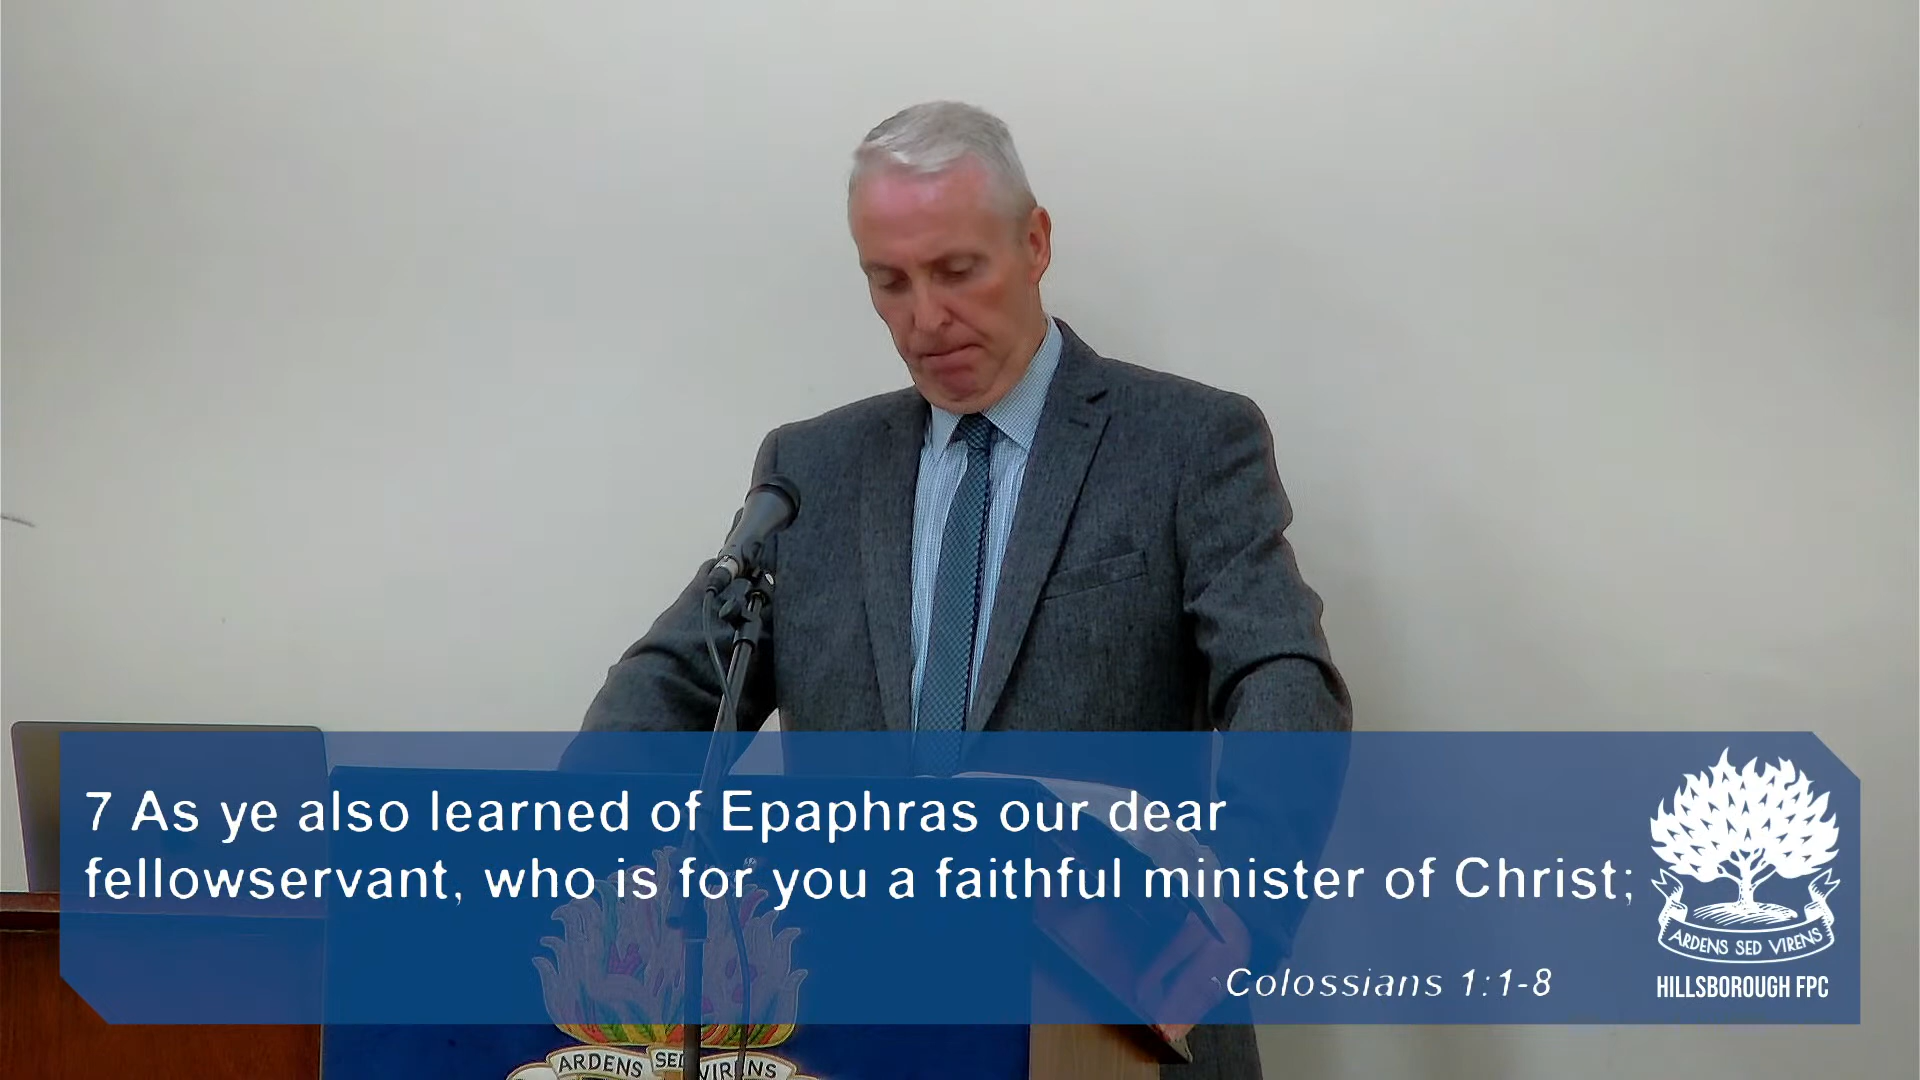 7 As ye also learned of Epaphras our dear
fellowservant, who is for you a faithful minister of Christ;
Colossians 1:1-8
ARDENS SED VIRENS
HILLSBOROUGH FPC
ARDENS SED VIRENS